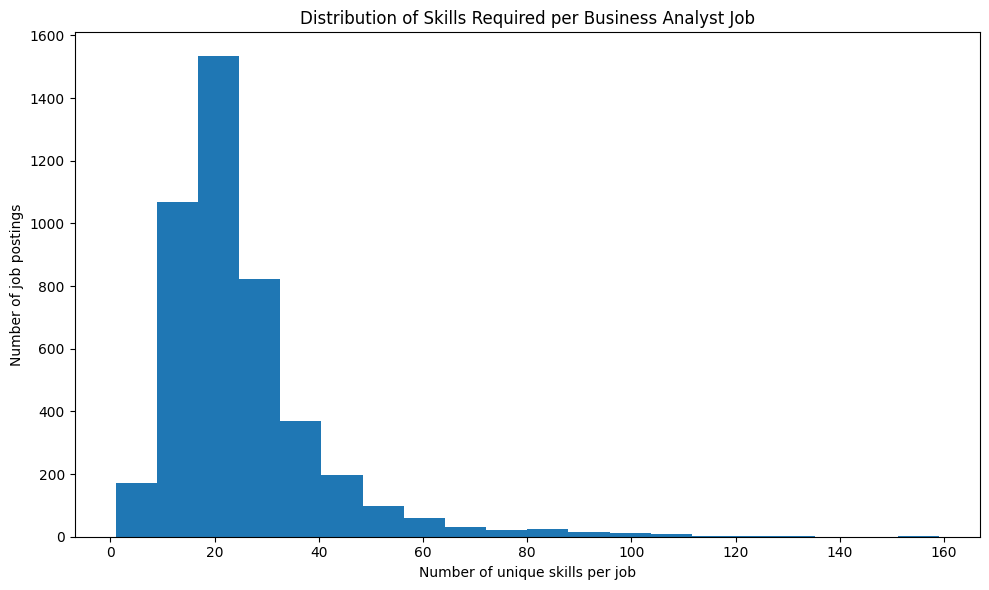 Distribution of Skills Required per Business Analyst Job
1600
1400
1200
1000
800
600
400
200
0
Number of job postings
0 20 40 60 80 100 120 140 160
Number of unique skills per job